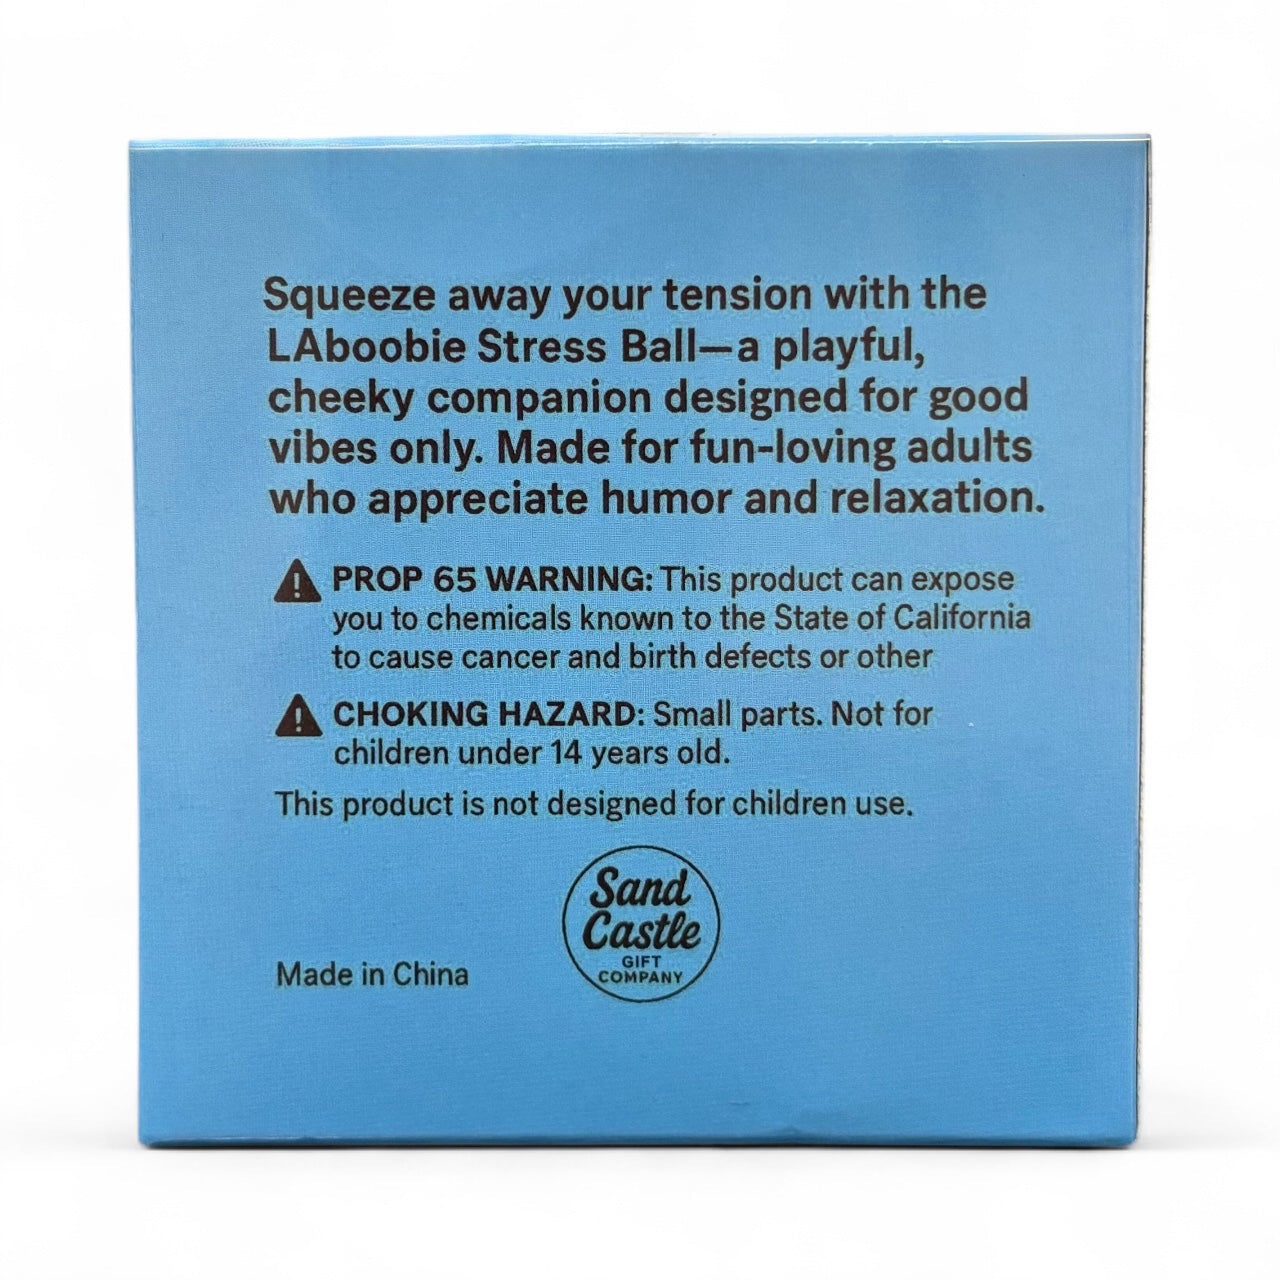 Squeeze away your tension with the
LAboobie Stress Ball—a playful,
cheeky companion designed for good
vibes only. Made for fun-loving adults
who appreciate humor and relaxation.
PROP 65 WARNING: This product can expose
you to chemicals known to the State of California
to cause cancer and birth defects or other
CHOKING HAZARD: Small parts. Not for
children under 14 years old.
This product is not designed for children use.
Sand
Castle
GIFT
COMPANY
Made in China